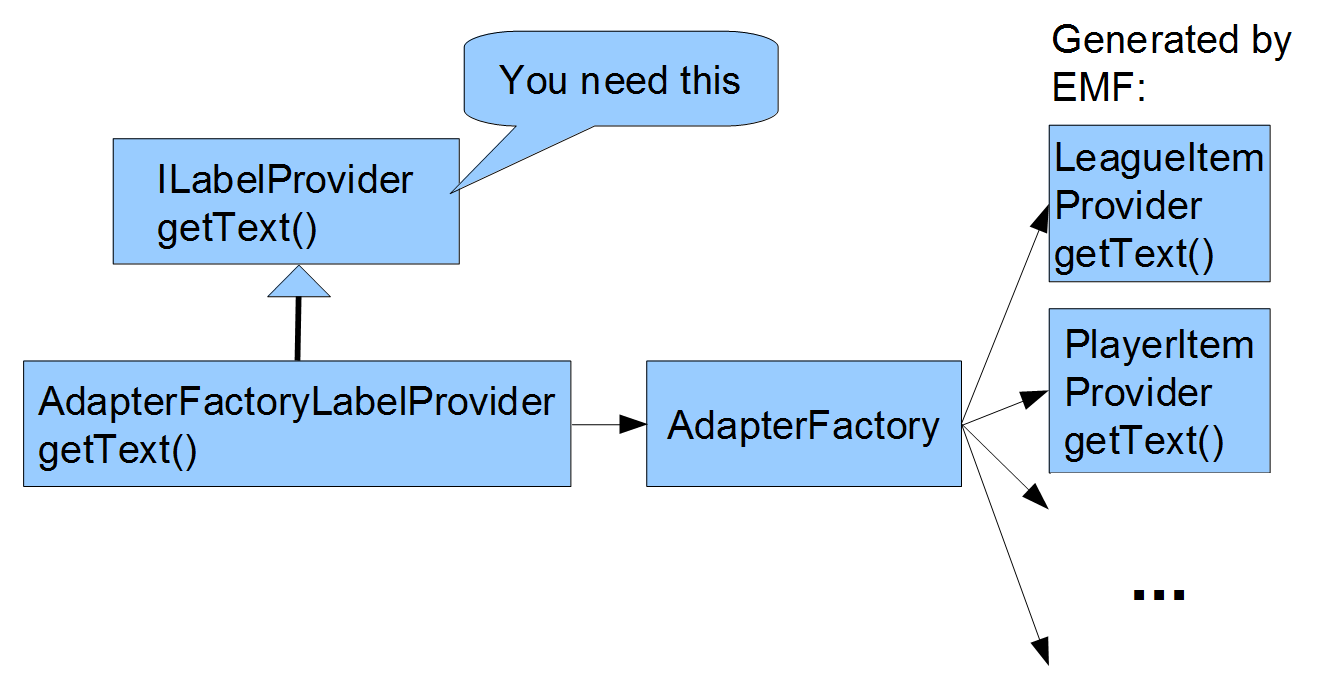 You need this
Generated by
EMF:
ILabelProvider
getText()
LeagueItem
Provider
getText()
PlayerItem
Provider
getText()
AdapterFactoryLabelProvider
getText()
AdapterFactory
...